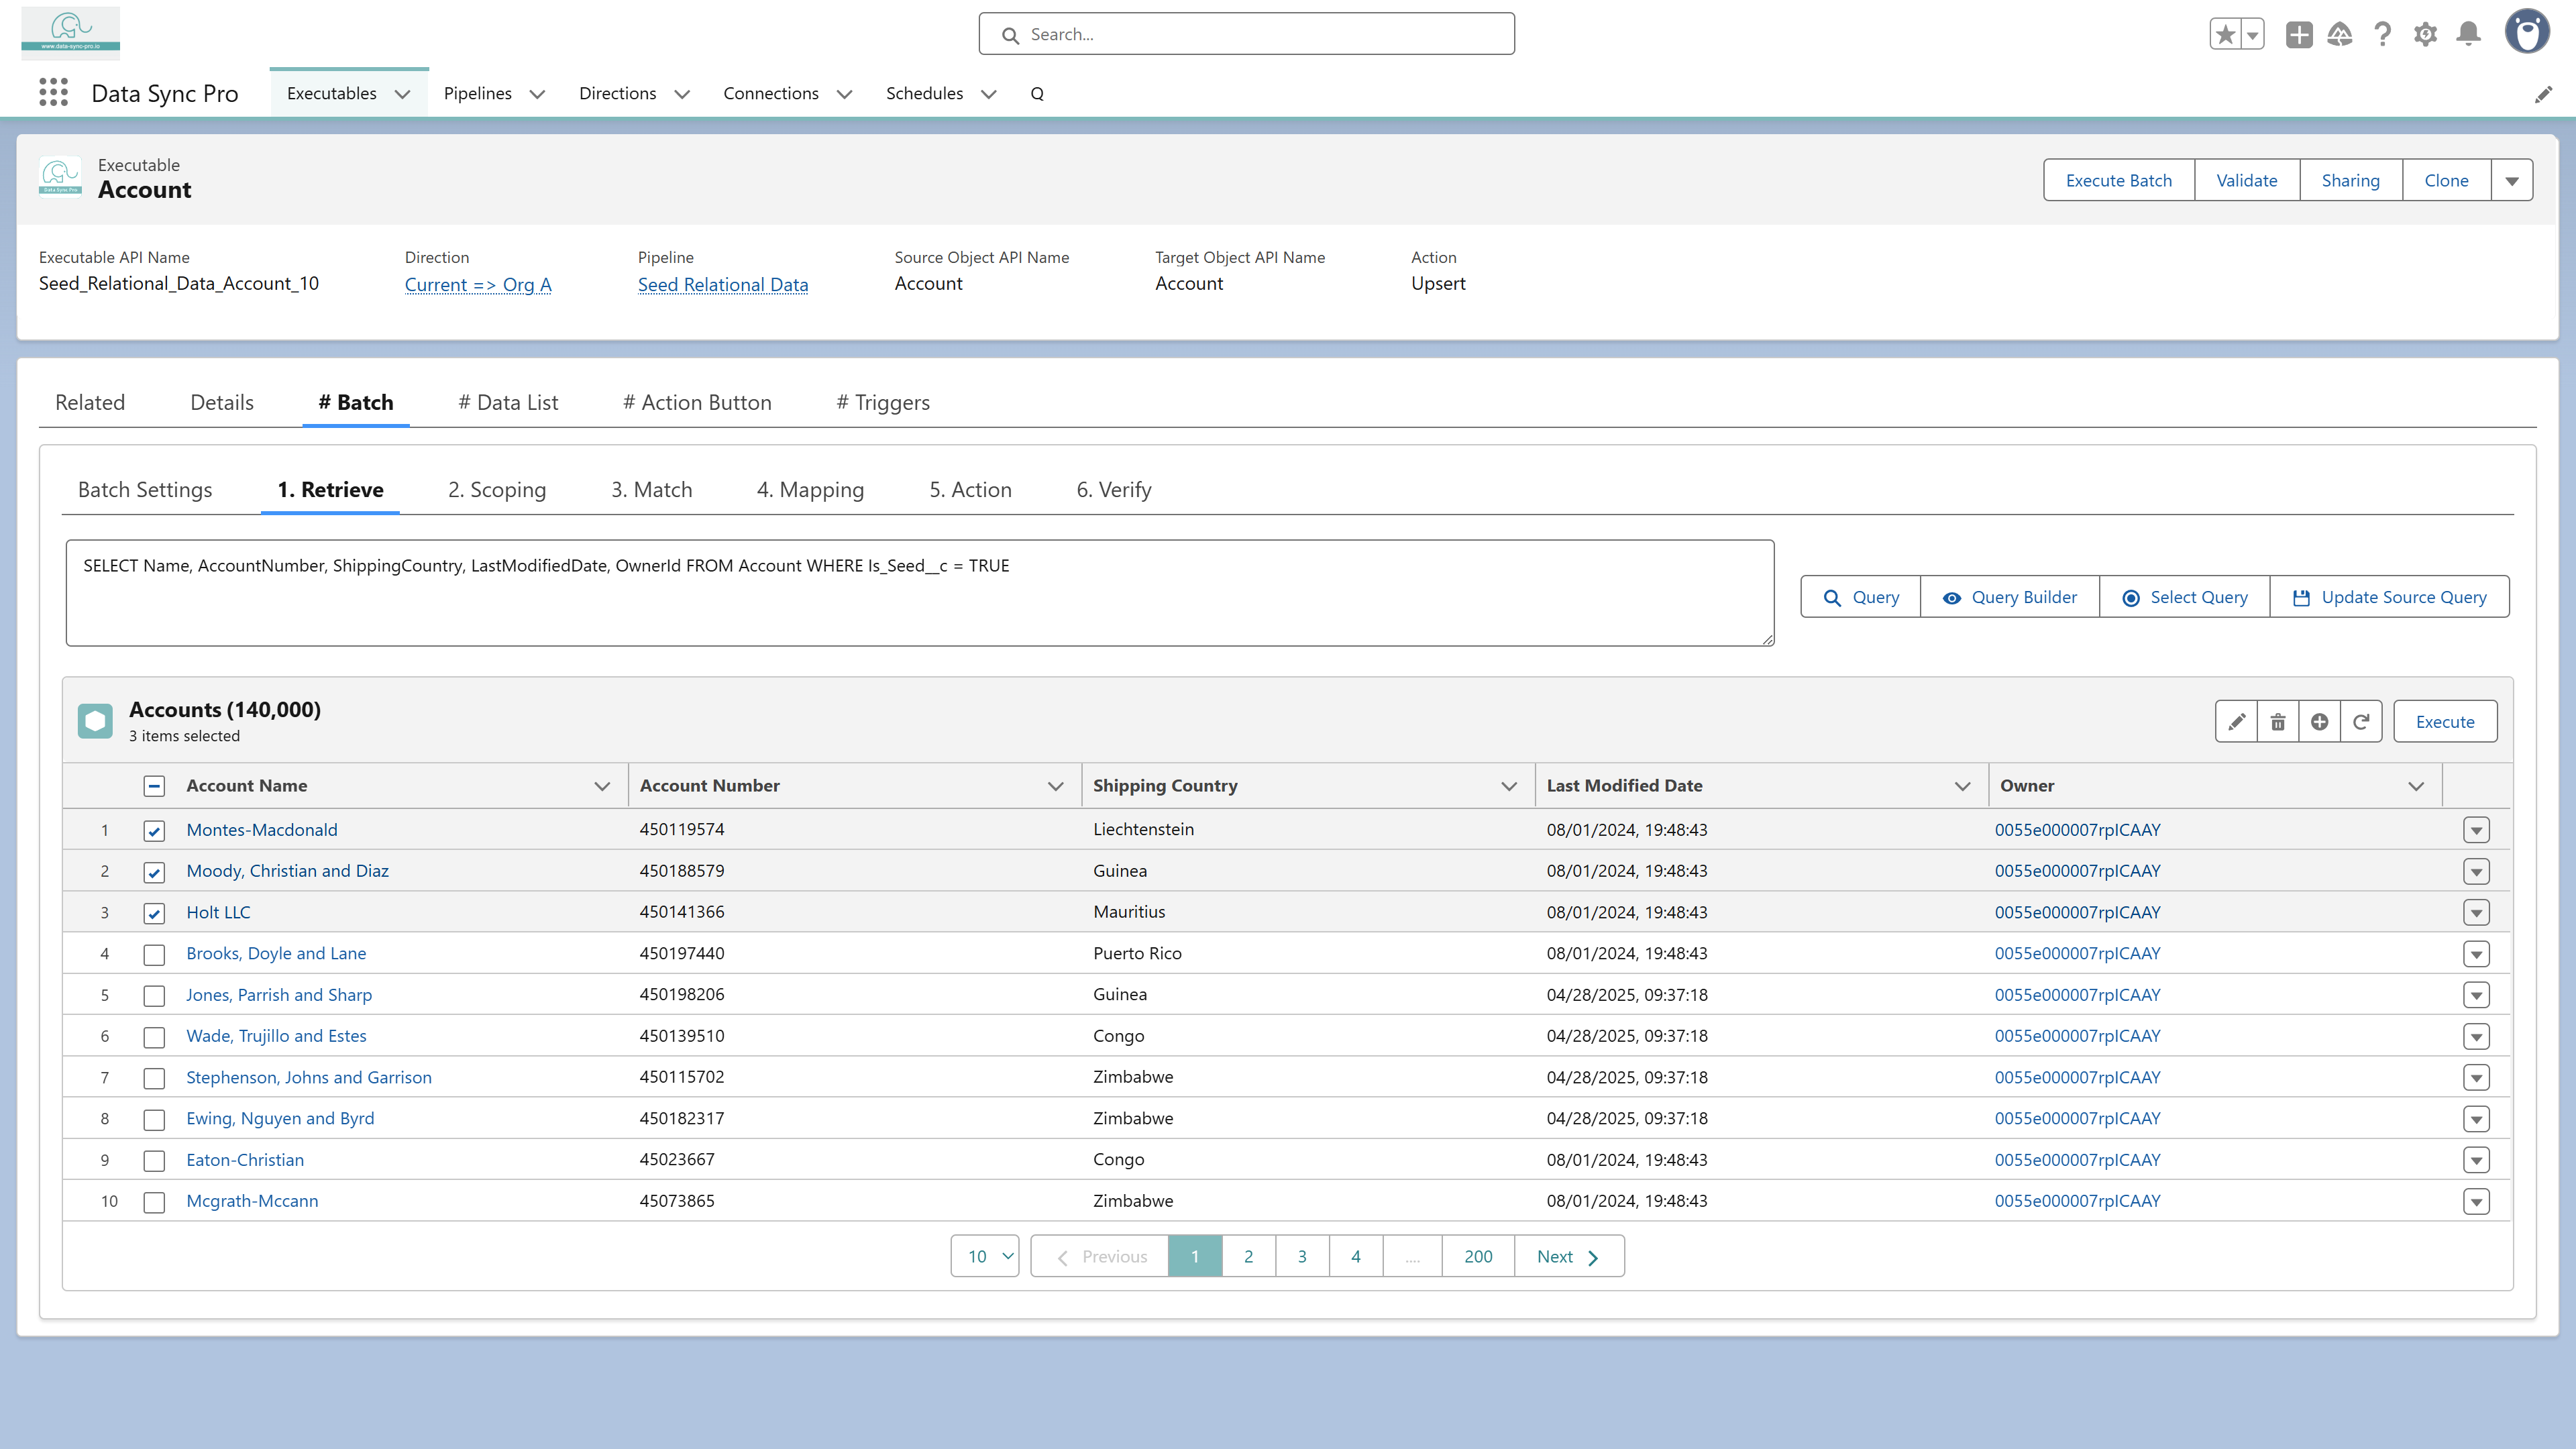 www.data-sync-pro.io
Search...
Data Sync Pro
Executables
Pipelines
Directions
Connections
Schedules
Q
Data Sync Pro
Executable
Account
Execute Batch
Validate
Sharing
Clone
Executable API Name
Direction
Pipeline
Source Object API Name
Target Object API Name
Action
Seed_Relational_Data_Account_10
Current => Org A
Seed Relational Data
Account
Account
Upsert
Related
Details
# Batch
# Data List
# Action Button
# Triggers
Batch Settings
1. Retrieve
2. Scoping
3. Match
4. Mapping
5. Action
6. Verify
SELECT Name, AccountNumber, ShippingCountry, LastModifiedDate, OwnerId FROM Account WHERE Is_Seed__c = TRUE
Query
Query Builder
Select Query
Update Source Query
Accounts (140,000)
3 items selected
Execute
Account Name Account Number Shipping Country Last Modified Date Owner
1 Montes-Macdonald 450119574 Liechtenstein 08/01/2024, 19:48:43 0055e000007rpICAAY
2 Moody, Christian and Diaz 450188579 Guinea 08/01/2024, 19:48:43 0055e000007rpICAAY
3 Holt LLC 450141366 Mauritius 08/01/2024, 19:48:43 0055e000007rpICAAY
4 Brooks, Doyle and Lane 450197440 Puerto Rico 08/01/2024, 19:48:43 0055e000007rpICAAY
5 Jones, Parrish and Sharp 450198206 Guinea 04/28/2025, 09:37:18 0055e000007rpICAAY
6 Wade, Trujillo and Estes 450139510 Congo 04/28/2025, 09:37:18 0055e000007rpICAAY
7 Stephenson, Johns and Garrison 450115702 Zimbabwe 04/28/2025, 09:37:18 0055e000007rpICAAY
8 Ewing, Nguyen and Byrd 450182317 Zimbabwe 04/28/2025, 09:37:18 0055e000007rpICAAY
9 Eaton-Christian 45023667 Congo 08/01/2024, 19:48:43 0055e000007rpICAAY
10 Mcgrath-Mccann 45073865 Zimbabwe 08/01/2024, 19:48:43 0055e000007rpICAAY
10 Previous 1 2 3 4 .... 200 Next